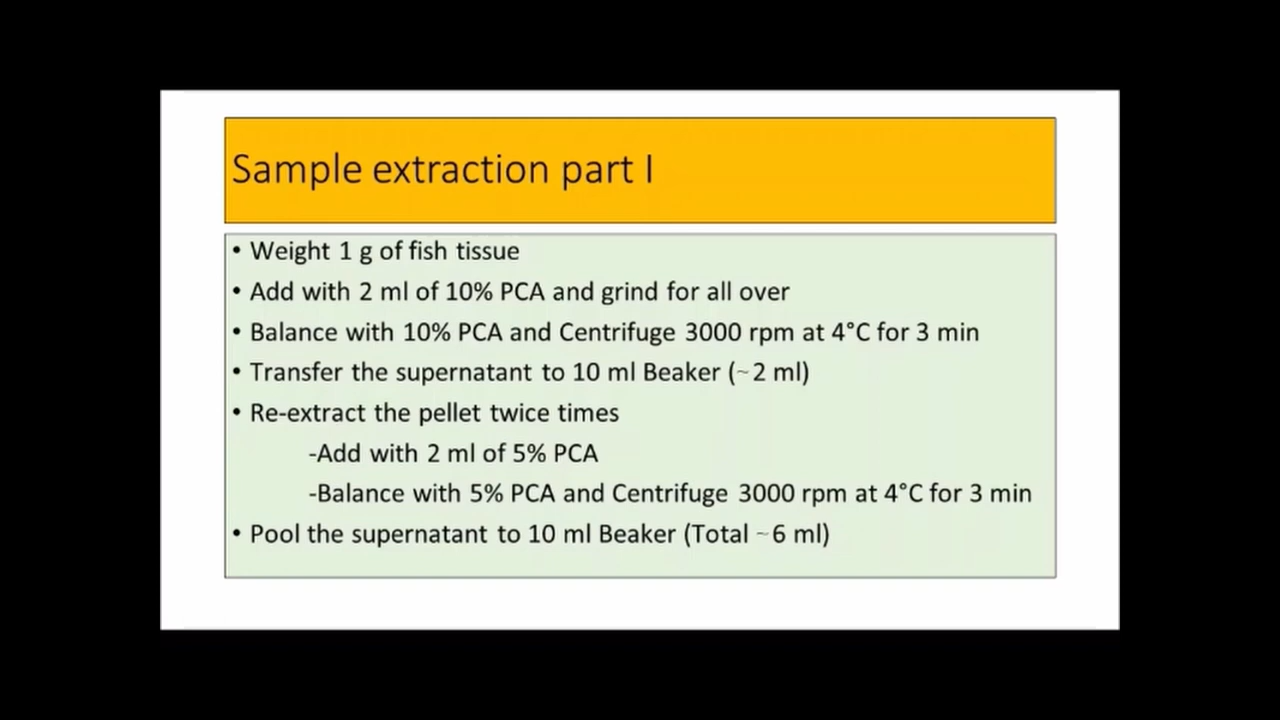 Sample extraction part I
• Weight 1 g of fish tissue
• Add with 2 ml of 10% PCA and grind for all over
• Balance with 10% PCA and Centrifuge 3000 rpm at 4°C for 3 min
• Transfer the supernatant to 10 ml Beaker (~2 ml)
• Re-extract the pellet twice times
-Add with 2 ml of 5% PCA
-Balance with 5% PCA and Centrifuge 3000 rpm at 4°C for 3 min
• Pool the supernatant to 10 ml Beaker (Total ~6 ml)